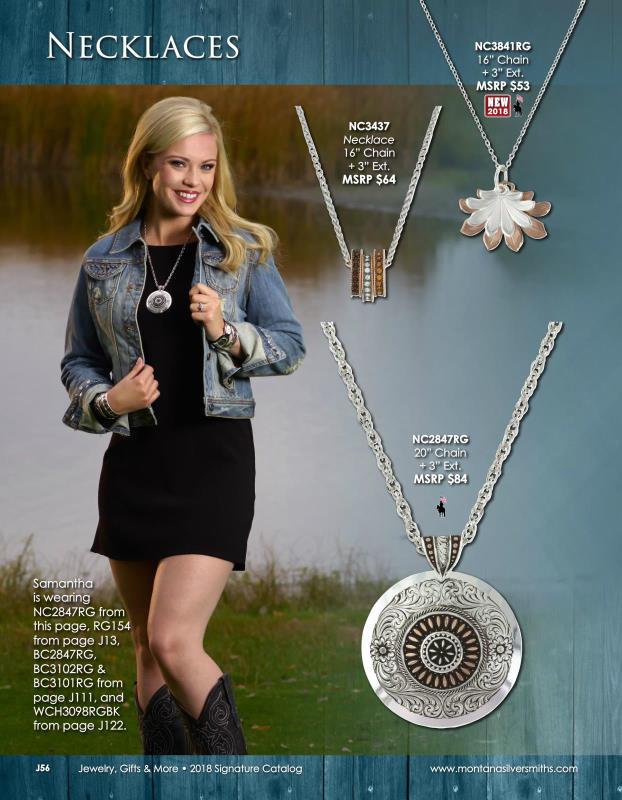 NECKLACES
NC3841RG
16" Chain
+ 3" Ext.
MSRP $53
NEW
2018
NC3437
Necklace
16" Chain
+ 3" Ext.
MSRP $64
NC2847RG
20" Chain
+ 3" Ext.
MSRP $84
Samantha
is wearing
NC2847RG from
this page, RG154
from page J13,
BC2847RG,
BC3102RG &
BC3101RG from
page J111, and
WCH3098RGBK
from page J122.
J56 Jewelry, Gifts & More • 2018 Signature Catalog www.montanasilversmiths.com